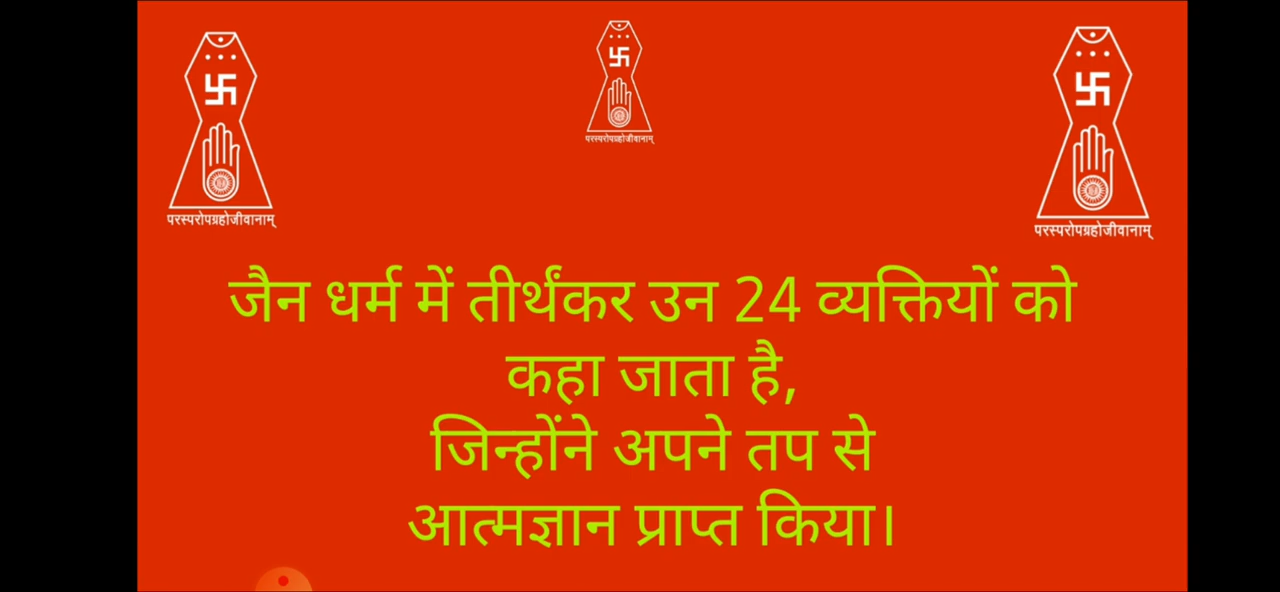 परस्परोपग्रहोजीवानाम्
परस्परोपग्रहोजीवानाम्
परस्परोपग्रहोजीवानाम्
जैन धर्म में तीर्थंकर उन 24 व्यक्तियों को
कहा जाता है,
जिन्होंने अपने तप से
आत्मज्ञान प्राप्त किया।